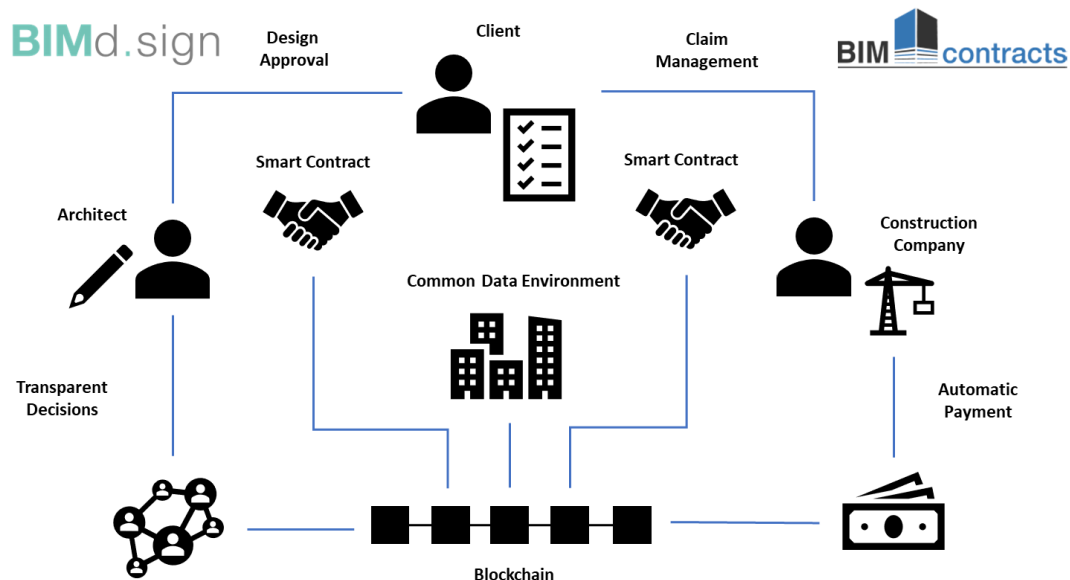 BIMd.sign
Design
Approval
Client
Claim
Management
BIM contracts
Smart Contract
Smart Contract
Architect
Construction
Company
Common Data Environment
Transparent
Decisions
Automatic
Payment
Blockchain